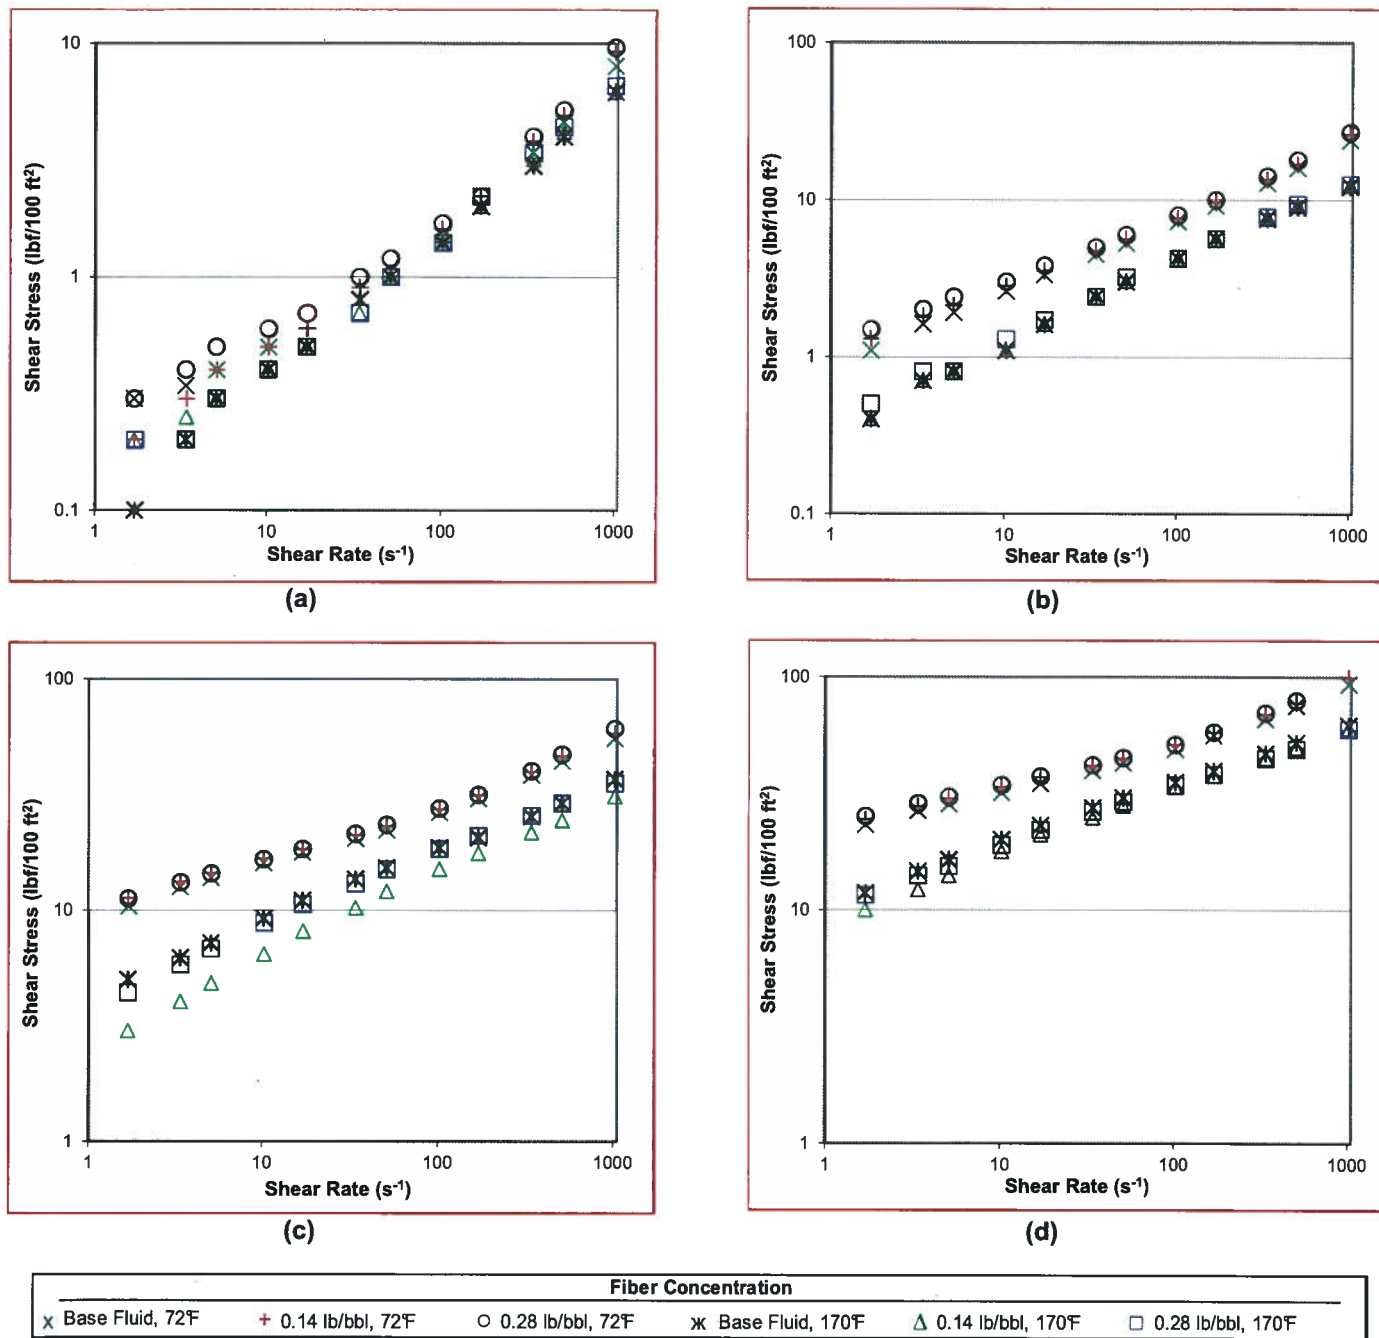 10
1
0.1
1
10
100
1000
Shear Stress (lbf/100 ft²)
Shear Rate (s⁻¹)
(a)
100
10
1
0.1
1
10
100
1000
Shear Stress (lbf/100 ft²)
Shear Rate (s⁻¹)
(b)
100
10
1
1
10
100
1000
Shear Stress (lbf/100 ft²)
Shear Rate (s⁻¹)
(c)
100
10
1
1
10
100
1000
Shear Stress (lbf/100 ft²)
Shear Rate (s⁻¹)
(d)
Fiber Concentration
Base Fluid, 72°F 0.14 lb/bbl, 72°F 0.28 lb/bbl, 72°F Base Fluid, 170°F 0.14 lb/bbl, 170°F 0.28 lb/bbl, 170°F